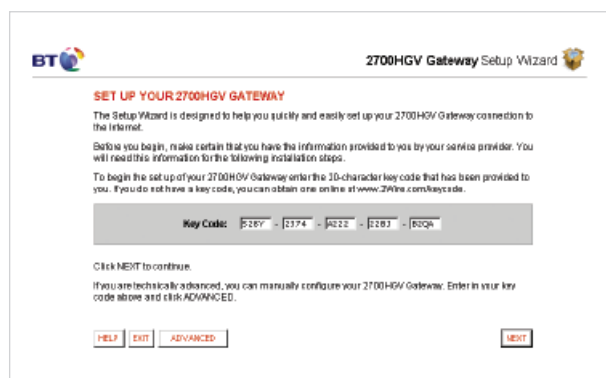 BT
2700HGV Gateway Setup Wizard
SET UP YOUR 2700HGV GATEWAY
The Setup Wizard is designed to help you quickly and easily set up your 2700HGV Gateway connection to
the Internet.
Before you begin, make certain that you have the information provided to you by your service provider. You
will need this information for the following installation steps.
To begin the set up of your 2700HGV Gateway enter the 20-character key code that has been provided to
you. If you do not have a key code, you can obtain one online at www.2Wire.com/keycode.
Key Code: 528Y - 2374 - A222 - 22BJ - B2QA
Click NEXT to continue.
If you are technically advanced, you can manually configure your 2700HGV Gateway. Enter in your key
code above and click ADVANCED.
HELP EXIT ADVANCED NEXT